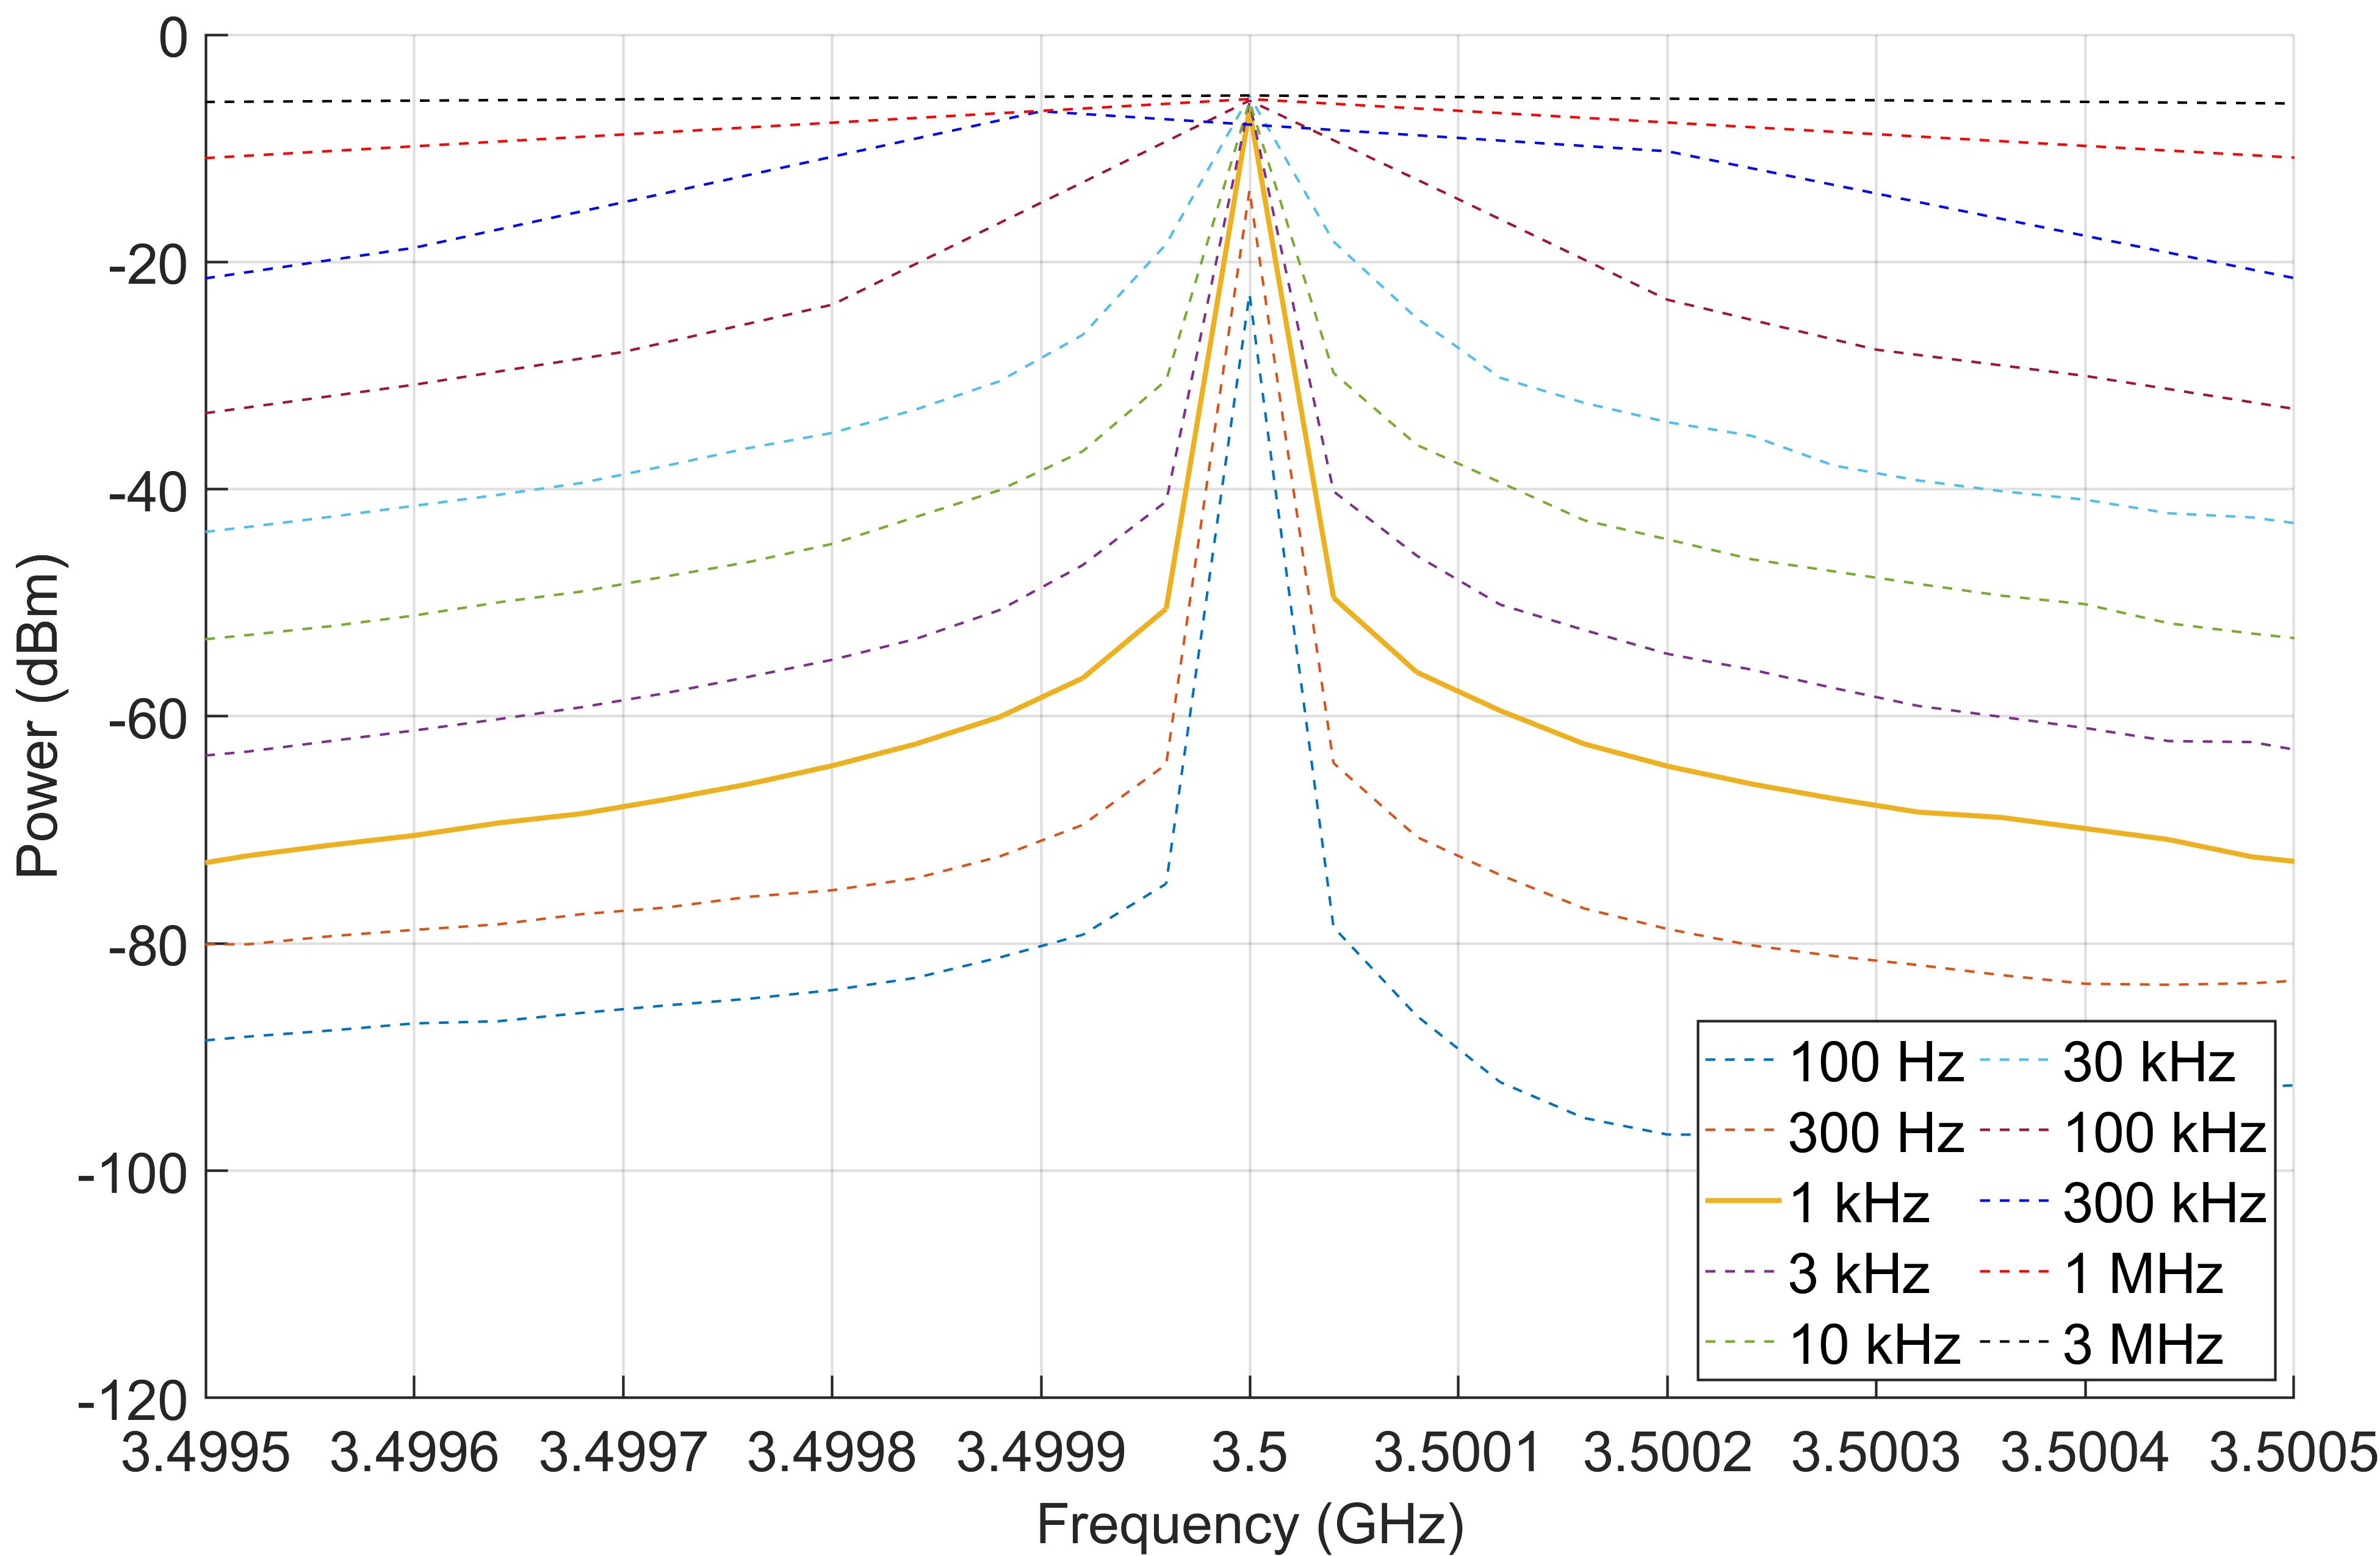 0
-20
-40
-60
-80
-100
-120
Power (dBm)
3.4995 3.4996 3.4997 3.4998 3.4999 3.5 3.5001 3.5002 3.5003 3.5004 3.5005
Frequency (GHz)
100 Hz 30 kHz
300 Hz 100 kHz
1 kHz 300 kHz
3 kHz 1 MHz
10 kHz 3 MHz